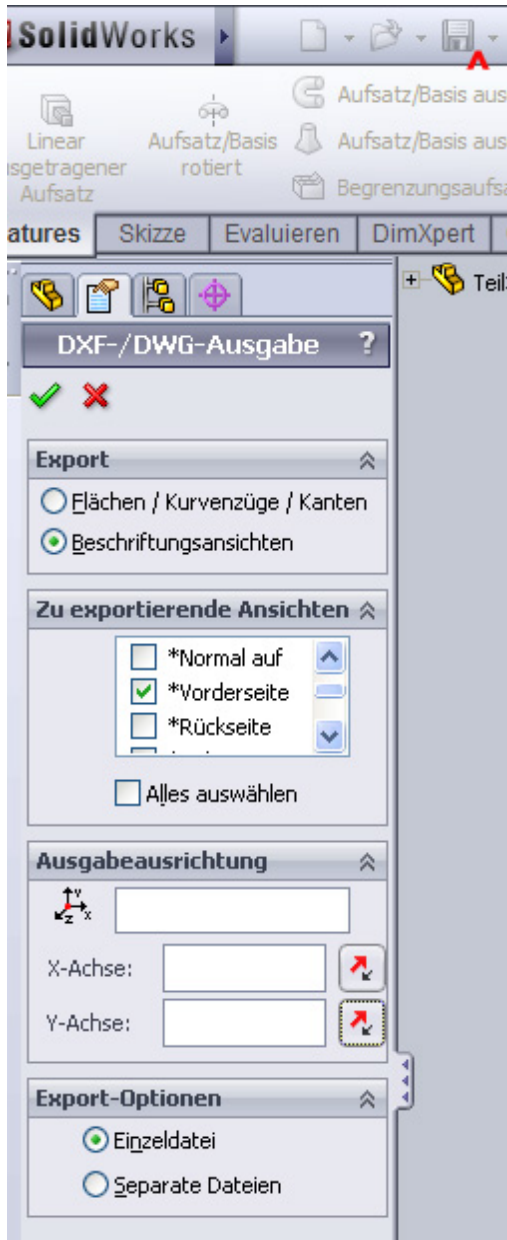 SolidWorks
Linear
Aufsatz/Basis
Aufsatz/Basis aus
sgetragener
rotiert
Aufsatz/Basis aus
Aufsatz
Begrenzungsaufsa
atures Skizze Evaluieren DimXpert
DXF-/DWG-Ausgabe ?
Teil
Export
Flächen / Kurvenzüge / Kanten
Beschriftungsansichten
Zu exportierende Ansichten
*Normal auf
*Vorderseite
*Rückseite
Alles auswählen
Ausgabeausrichtung
Y
X
Z
X-Achse:
Y-Achse:
Export-Optionen
Einzeldatei
Separate Dateien